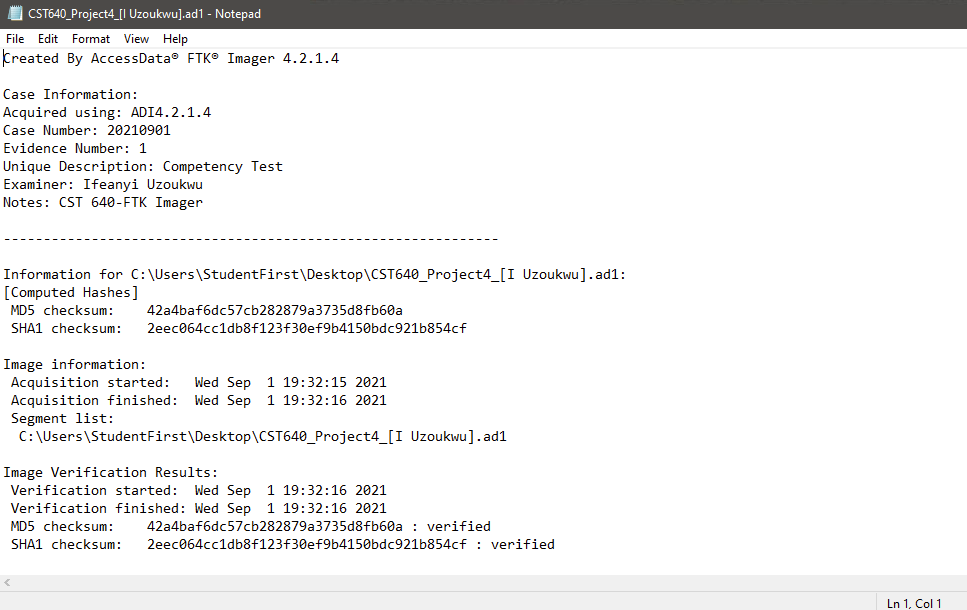 CST640_Project4_[I Uzoukwu].ad1 - Notepad
File Edit Format View Help
Created By AccessData® FTK® Imager 4.2.1.4
Case Information:
Acquired using: ADI4.2.1.4
Case Number: 20210901
Evidence Number: 1
Unique Description: Competency Test
Examiner: Ifeanyi Uzoukwu
Notes: CST 640-FTK Imager
--------------------------------------------------------------
Information for C:\Users\StudentFirst\Desktop\CST640_Project4_[I Uzoukwu].ad1:
[Computed Hashes]
MD5 checksum: 42a4baf6dc57cb282879a3735d8fb60a
SHA1 checksum: 2eec064cc1db8f123f30ef9b4150bdc921b854cf
Image information:
Acquisition started: Wed Sep 1 19:32:15 2021
Acquisition finished: Wed Sep 1 19:32:16 2021
Segment list:
C:\Users\StudentFirst\Desktop\CST640_Project4_[I Uzoukwu].ad1
Image Verification Results:
Verification started: Wed Sep 1 19:32:16 2021
Verification finished: Wed Sep 1 19:32:16 2021
MD5 checksum: 42a4baf6dc57cb282879a3735d8fb60a : verified
SHA1 checksum: 2eec064cc1db8f123f30ef9b4150bdc921b854cf : verified
Ln 1, Col 1